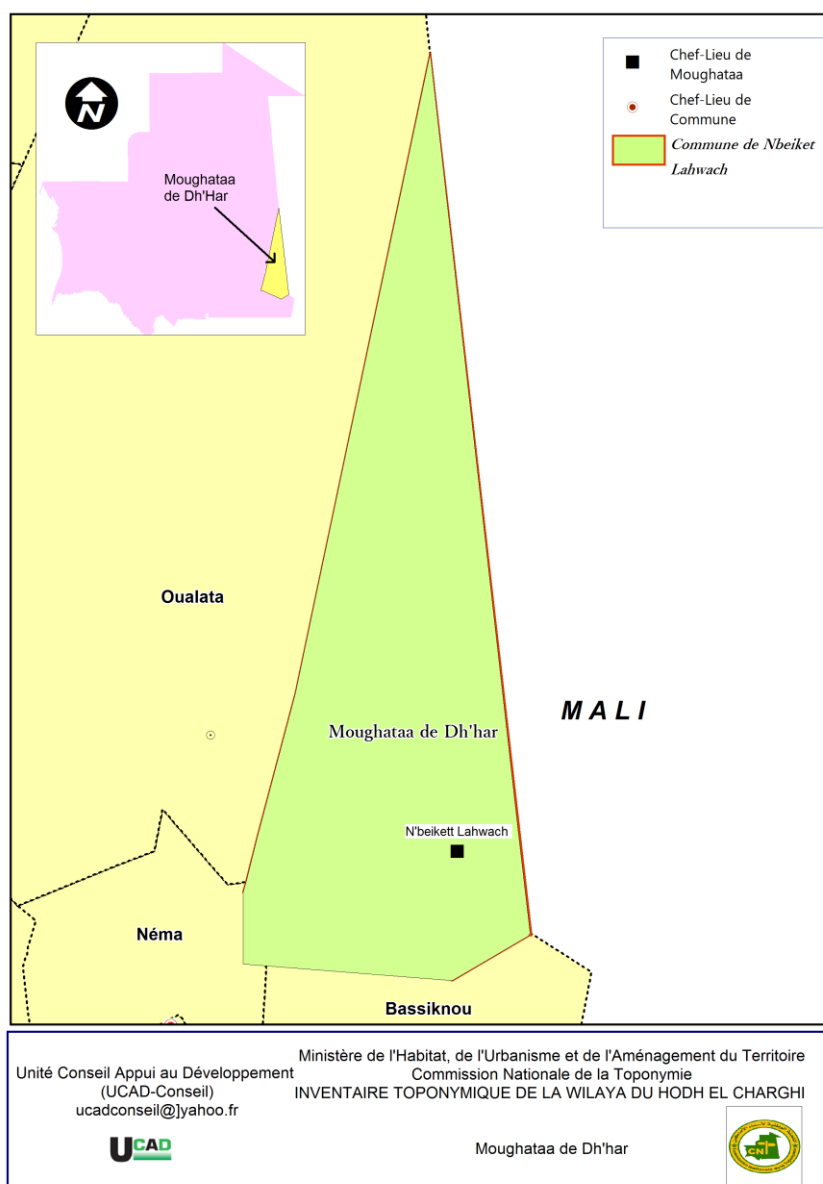 N
Moughataa
de Dh'Har
Chef-Lieu de
Moughataa
Chef-Lieu de
Commune
Commune de Nbeiket
Lahwach
Oualata
MALI
Moughataa de Dh'har
N'beikett Lahwach
Néma
Bassiknou
Unité Conseil Appui au Développement
(UCAD-Conseil)
ucadconseil@]yahoo.fr
UCAD
Ministère de l'Habitat, de l'Urbanisme et de l'Aménagement du Territoire
Commission Nationale de la Toponymie
INVENTAIRE TOPONYMIQUE DE LA WILAYA DU HODH EL CHARGHI
Moughataa de Dh'har
CNT